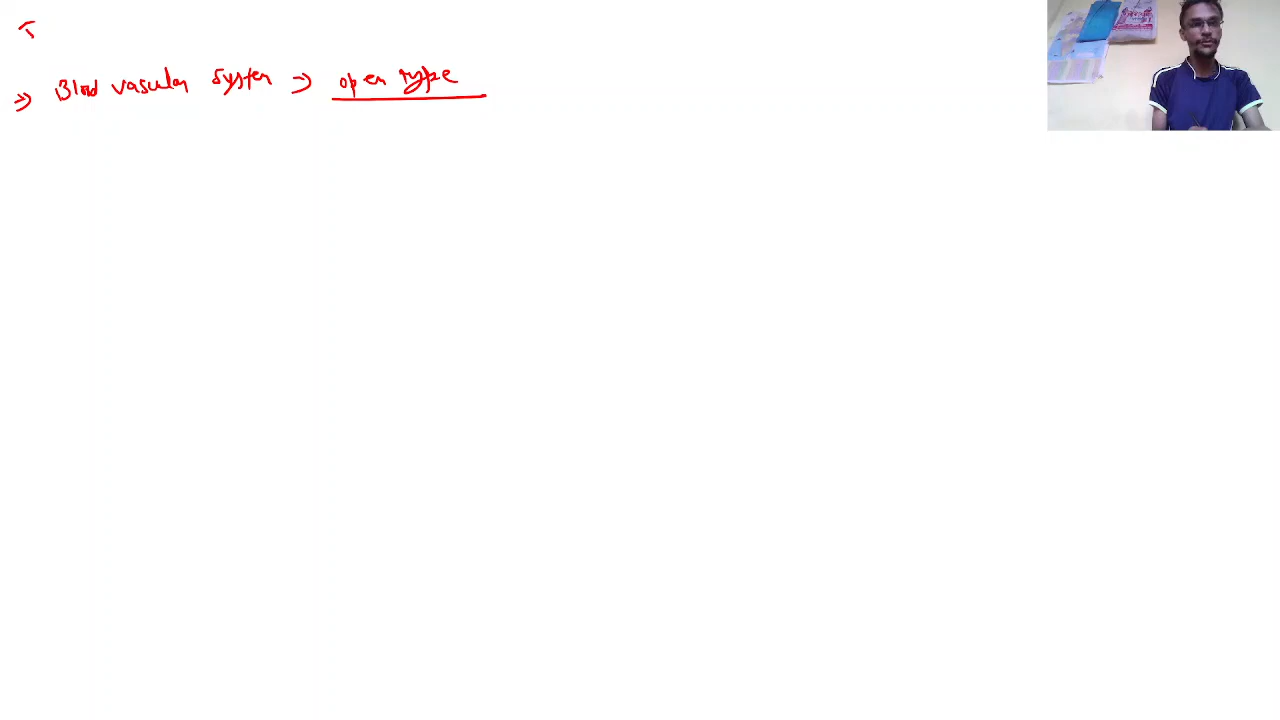 ⇒ Blood vascular system ⇒ open type